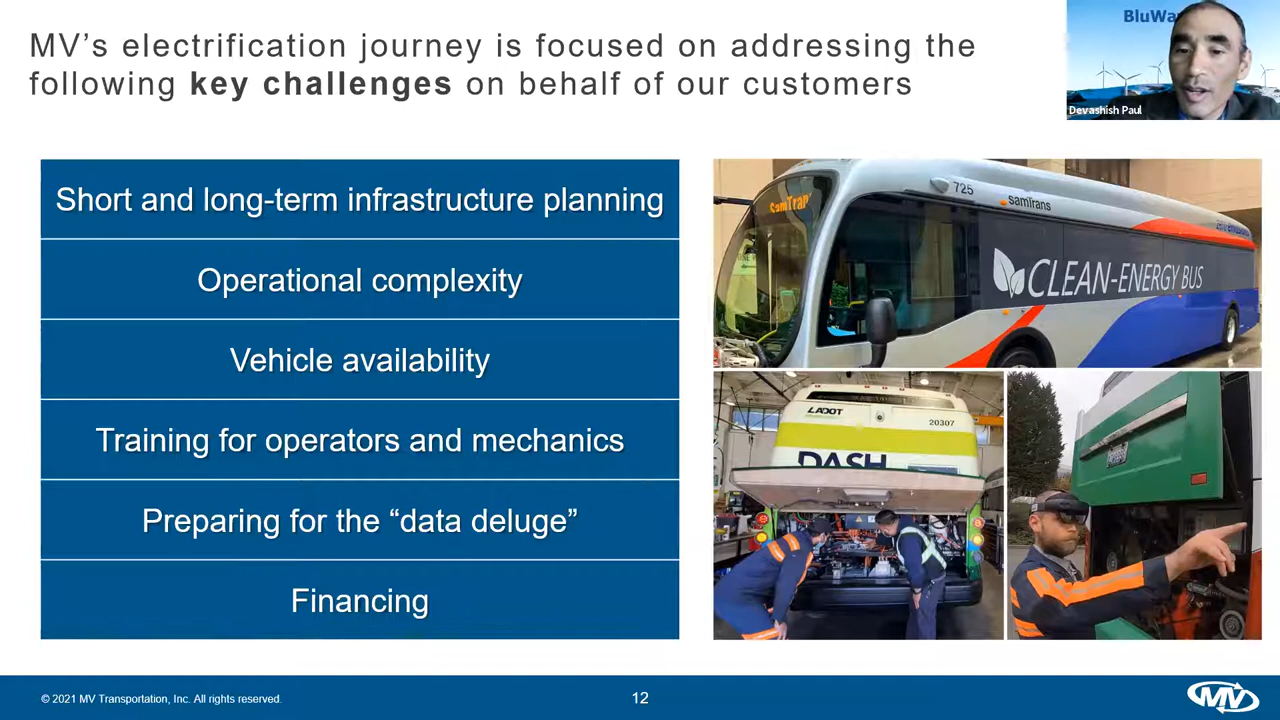 MV’s electrification journey is focused on addressing the
following key challenges on behalf of our customers
BluWa
Devashish Paul
Short and long-term infrastructure planning
Operational complexity
Vehicle availability
Training for operators and mechanics
Preparing for the “data deluge”
Financing
725
samTrans
SamTran
CLEAN-ENERGY BUS
LADOT
20307
DASH
© 2021 MV Transportation, Inc. All rights reserved.
12
MV